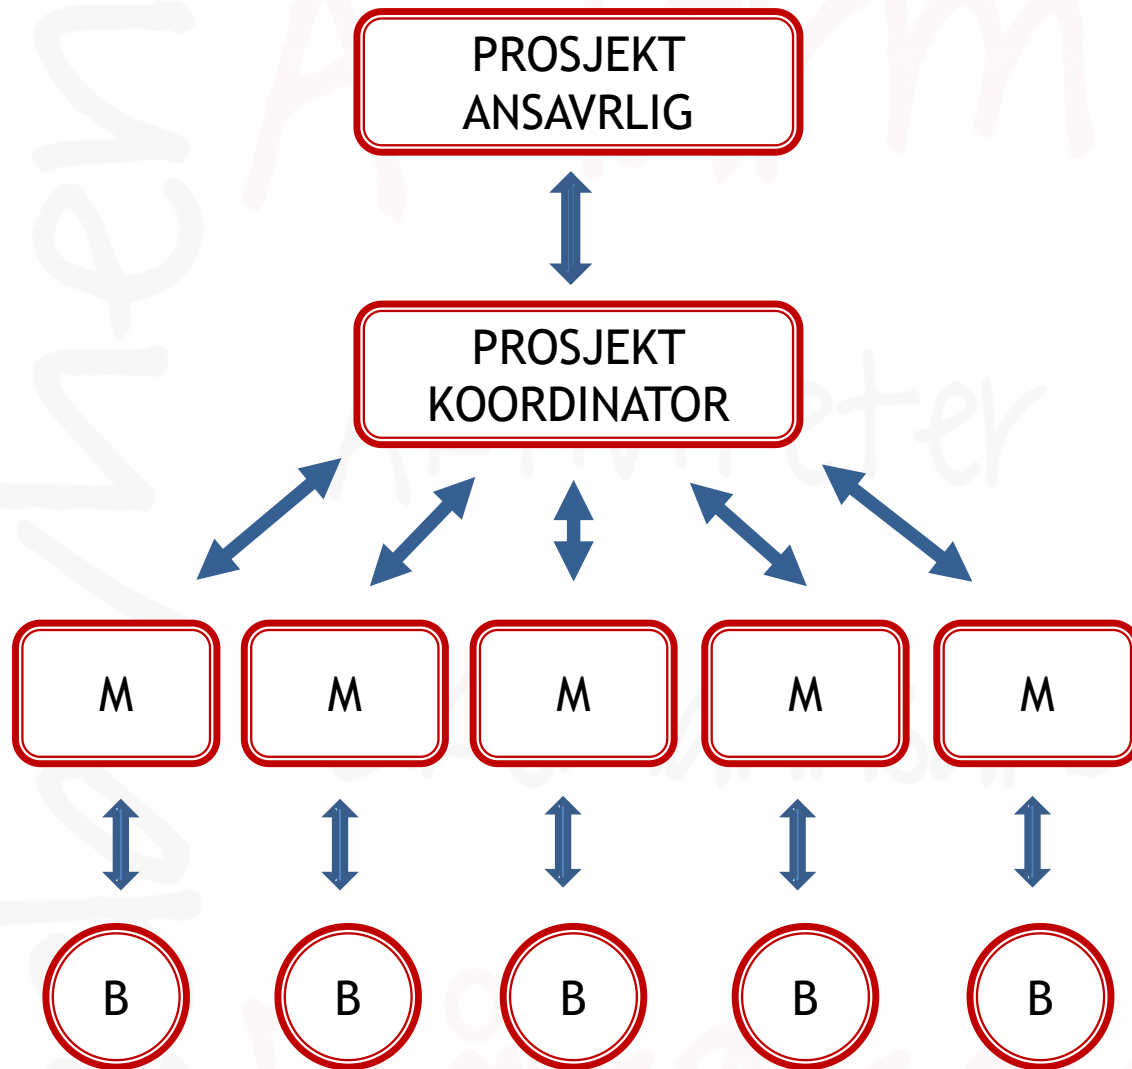 PROSJEKT
ANSAVRLIG
PROSJEKT
KOORDINATOR
M M M M M
B B B B B